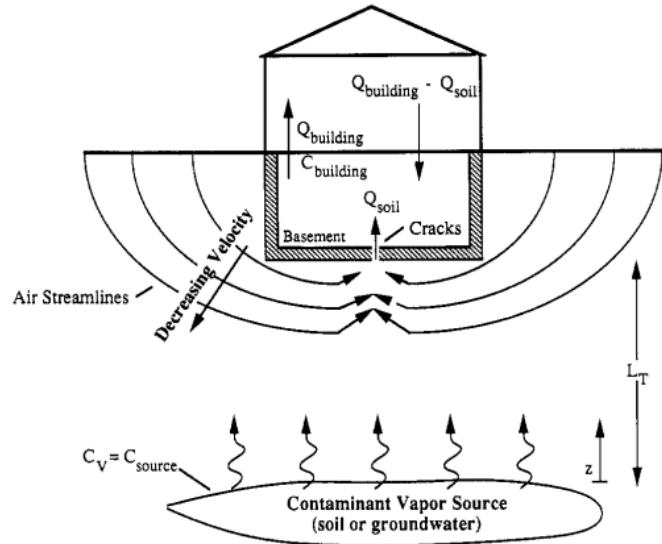 Q_building - Q_soil
Q_building
C_building
Q_soil
Basement
Cracks
Decreasing Velocity
Air Streamlines
L_T
C_V = C_source
z
Contaminant Vapor Source
(soil or groundwater)